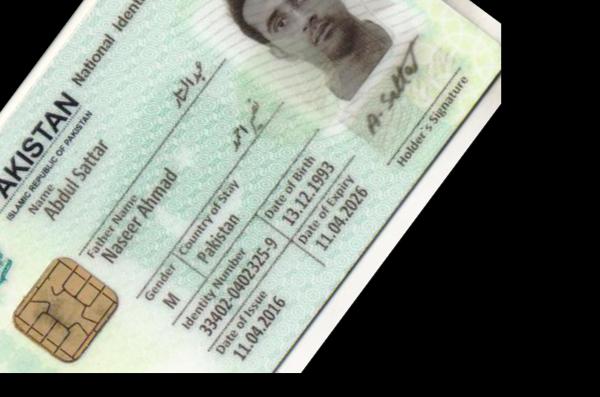 AKISTAN National Ident
ISLAMIC REPUBLIC OF PAKISTAN
Name
Abdul Sattar
عبدالستار
Father Name
Naseer Ahmad
نصیر احمد
Gender Country of Stay
M Pakistan
Identity Number Date of Birth
33402-0402325-9 13.12.1993
Date of Issue Date of Expiry
11.04.2016 11.04.2026
A-Sattar
Holder's Signature